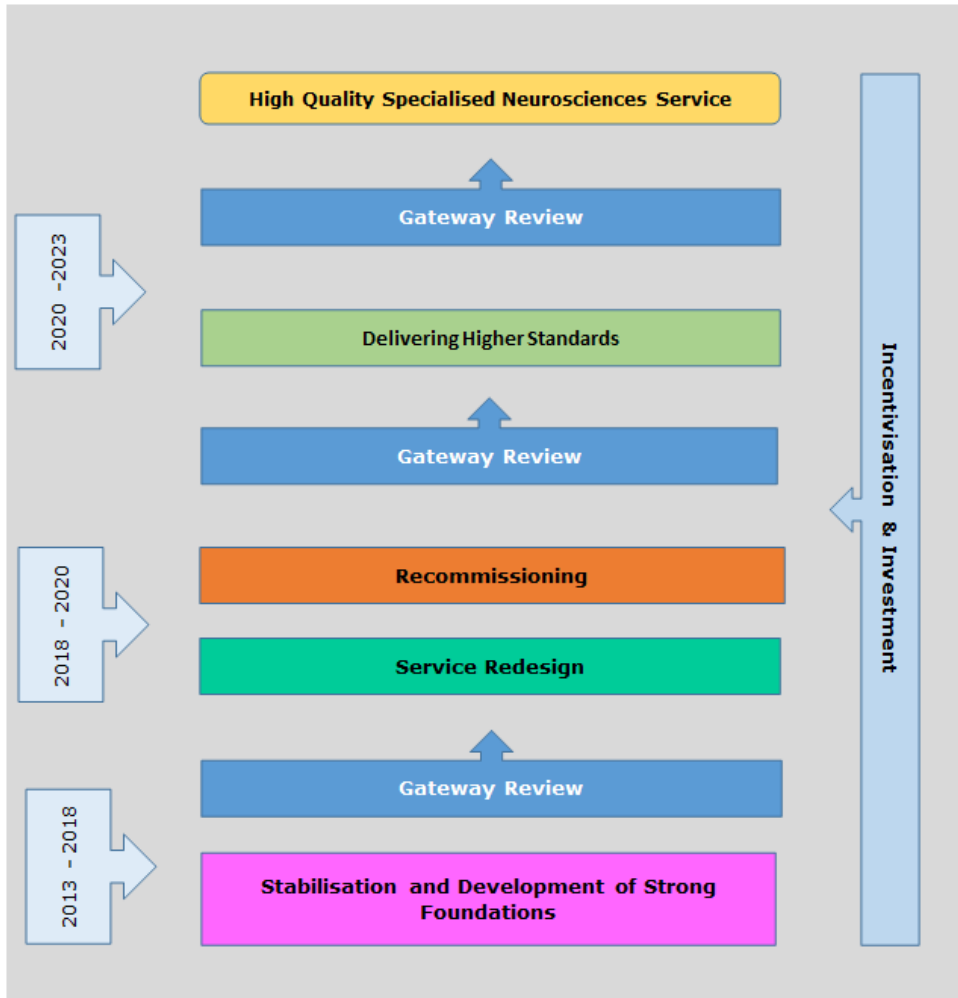 High Quality Specialised Neurosciences Service
Gateway Review
2020 -2023
Delivering Higher Standards
Gateway Review
Incentivisation & Investment
Recommissioning
2018 - 2020
Service Redesign
Gateway Review
2013 - 2018
Stabilisation and Development of Strong
Foundations